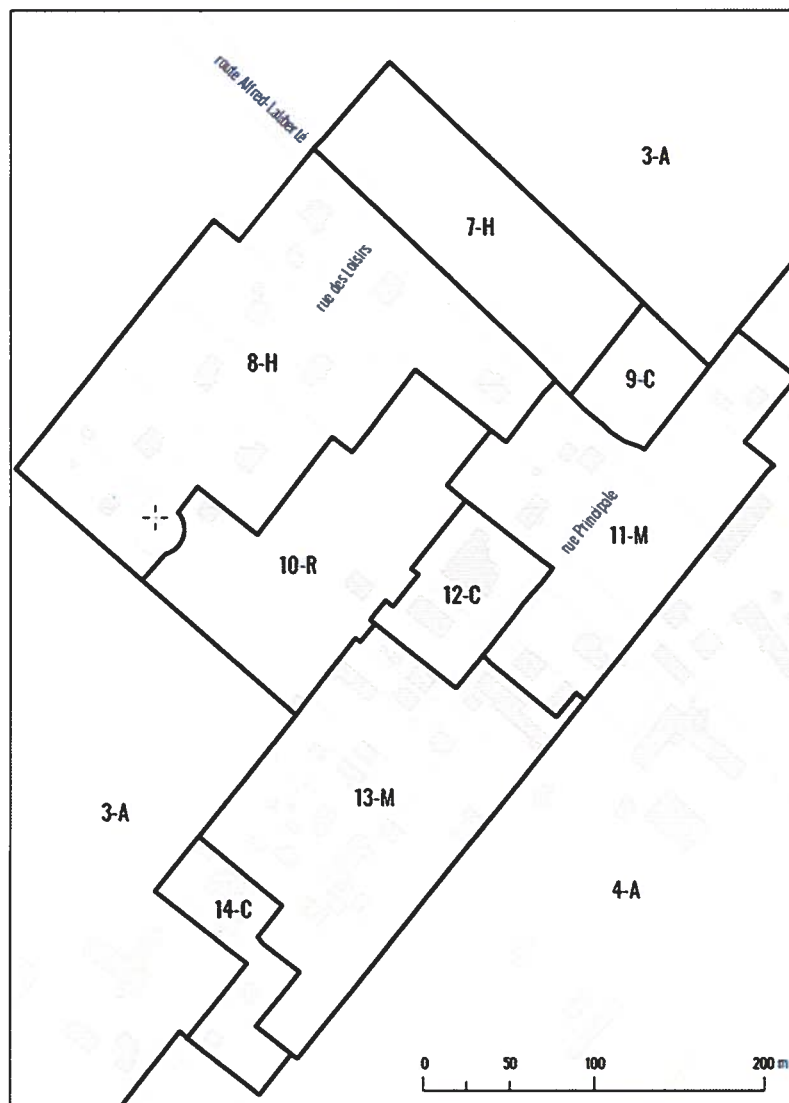 route Alfred-Laliberté
3-A
7-H
rue des Loisirs
8-H
9-C
rue Principale
11-M
10-R
12-C
13-M
3-A
4-A
14-C
0 50 100 200 m